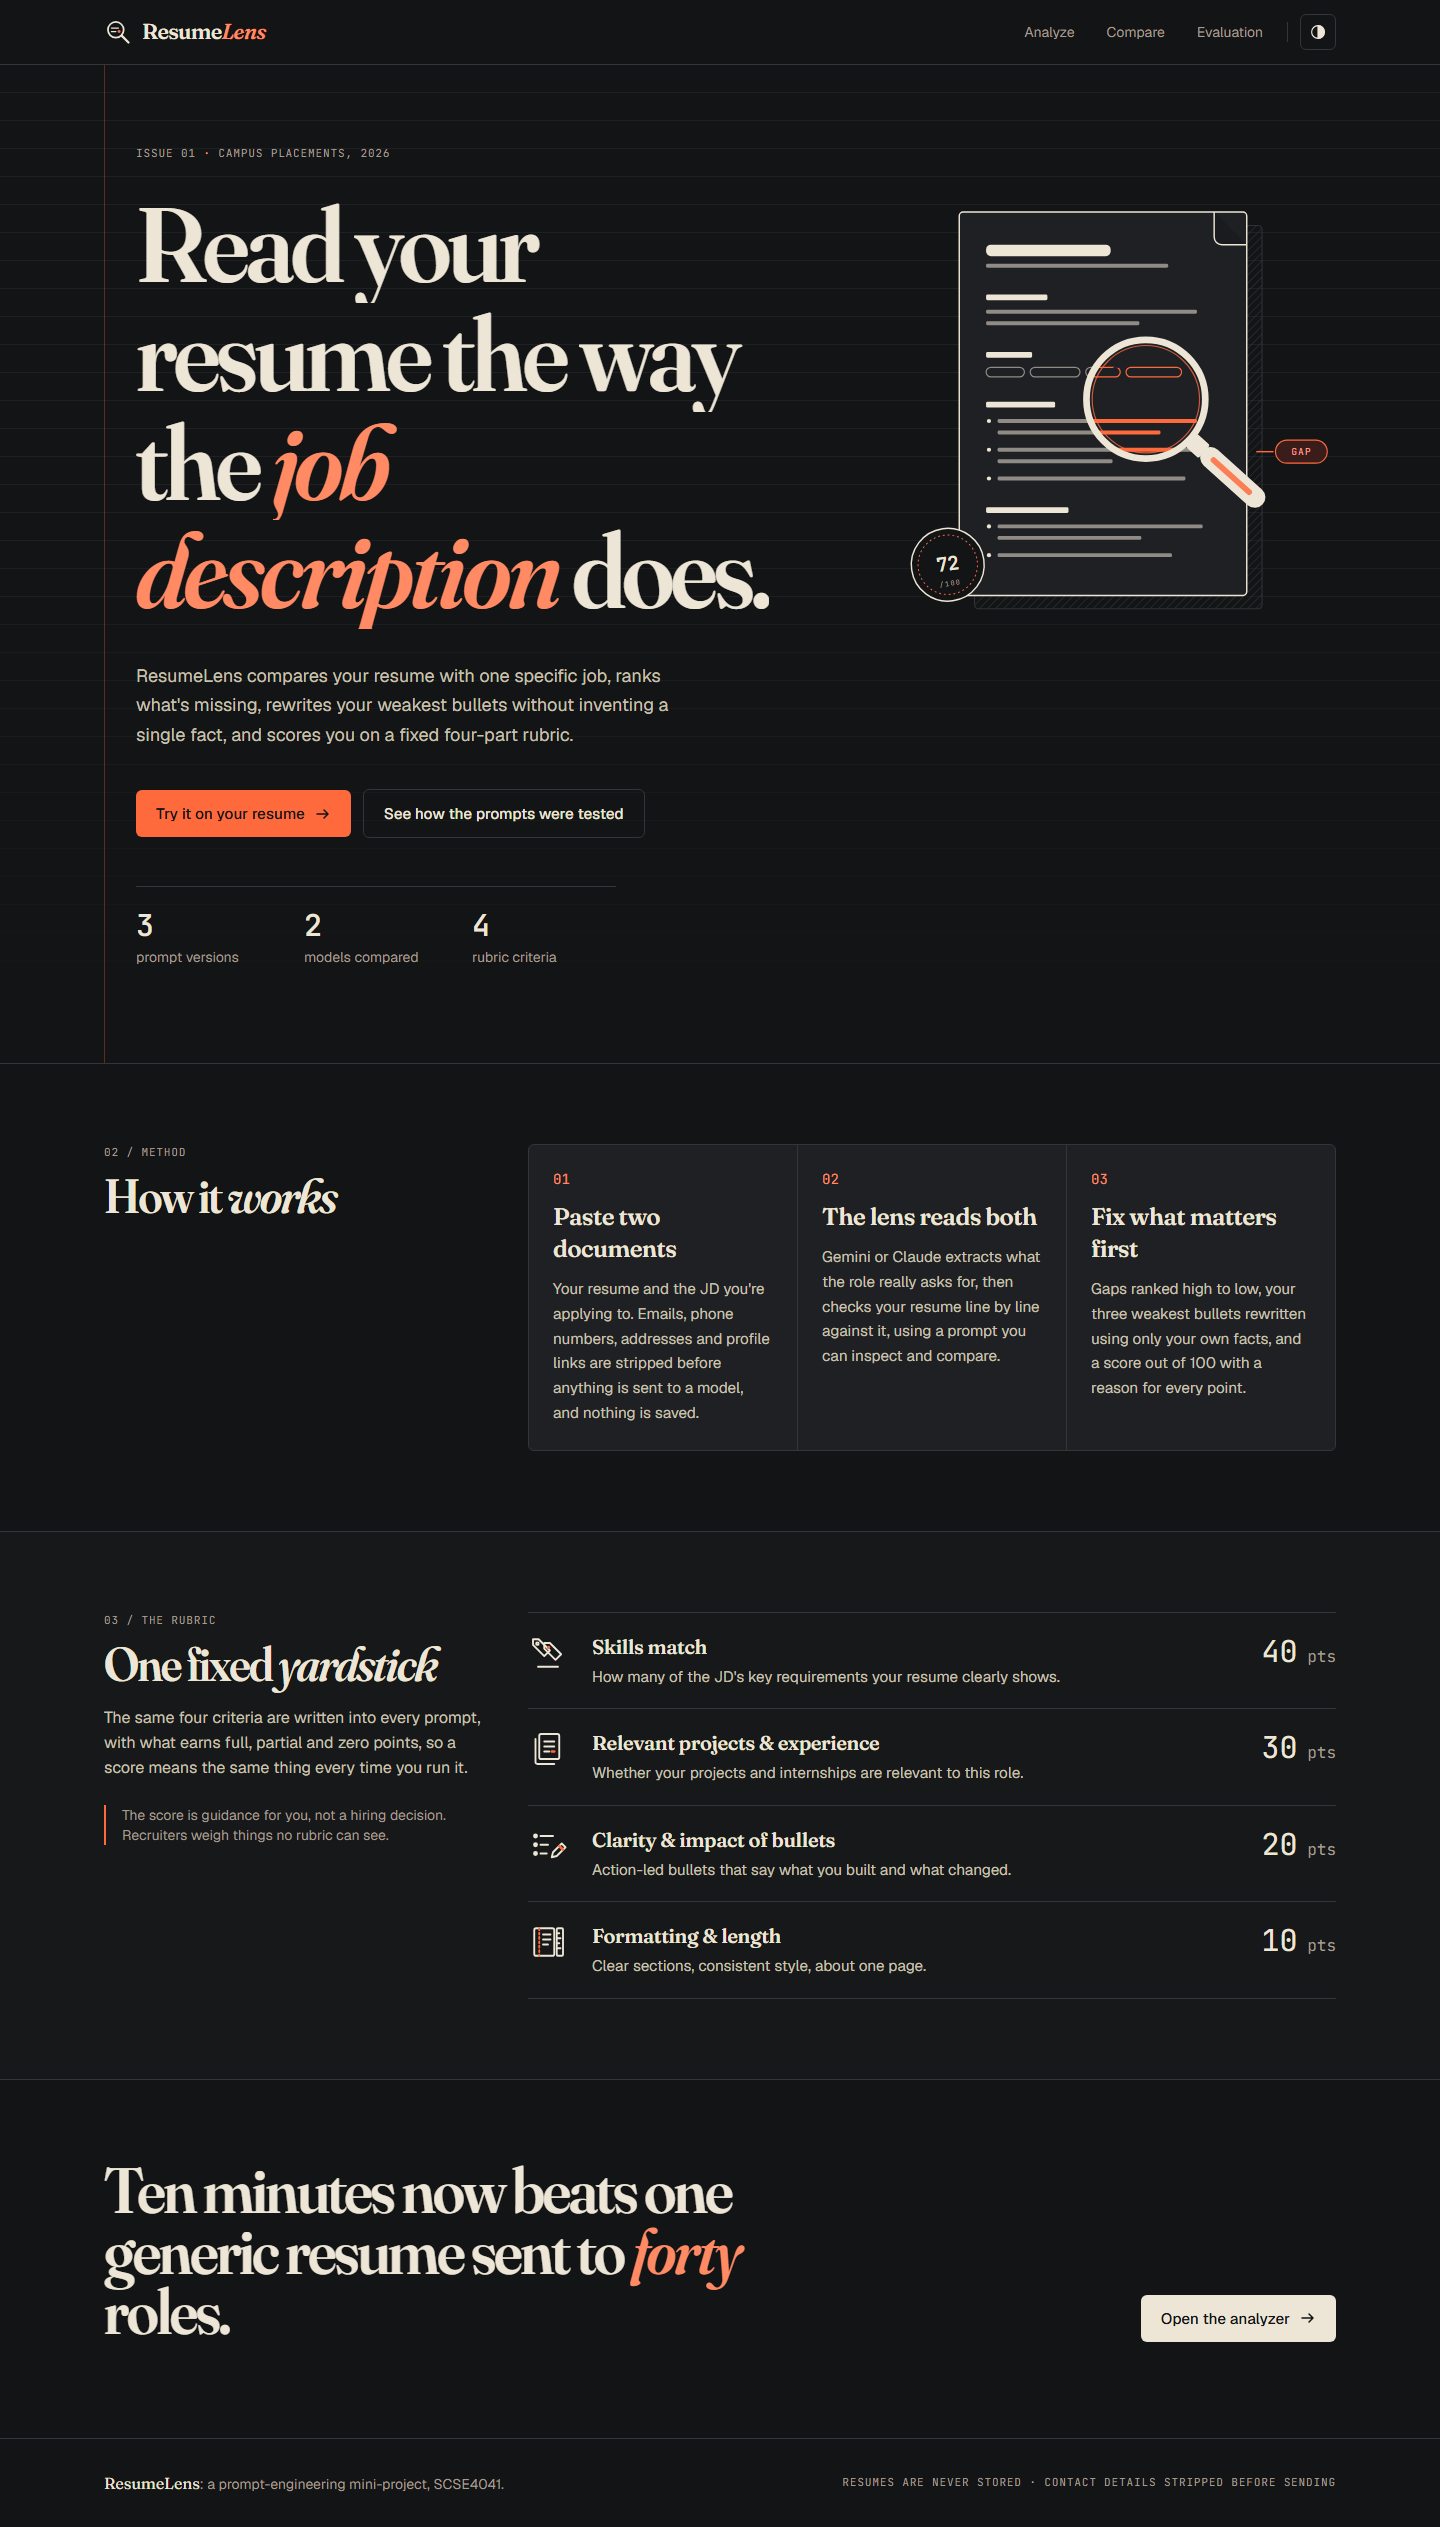 ResumeLens
Analyze
Compare
Evaluation
ISSUE 01 · CAMPUS PLACEMENTS, 2026
Read your
resume the way
the job
description does.
GAP
72
/100
ResumeLens compares your resume with one specific job, ranks
what's missing, rewrites your weakest bullets without inventing a
single fact, and scores you on a fixed four-part rubric.
Try it on your resume →
See how the prompts were tested
3
prompt versions
2
models compared
4
rubric criteria
02 / METHOD
How it works
01
Paste two
documents
Your resume and the JD you're
applying to. Emails, phone
numbers, addresses and profile
links are stripped before
anything is sent to a model,
and nothing is saved.
02
The lens reads both
Gemini or Claude extracts what
the role really asks for, then
checks your resume line by line
against it, using a prompt you
can inspect and compare.
03
Fix what matters
first
Gaps ranked high to low, your
three weakest bullets rewritten
using only your own facts, and
a score out of 100 with a
reason for every point.
03 / THE RUBRIC
One fixed yardstick
The same four criteria are written into every prompt,
with what earns full, partial and zero points, so a
score means the same thing every time you run it.
The score is guidance for you, not a hiring decision.
Recruiters weigh things no rubric can see.
Skills match
How many of the JD's key requirements your resume clearly shows.
40 pts
Relevant projects & experience
Whether your projects and internships are relevant to this role.
30 pts
Clarity & impact of bullets
Action-led bullets that say what you built and what changed.
20 pts
Formatting & length
Clear sections, consistent style, about one page.
10 pts
Ten minutes now beats one
generic resume sent to forty
roles.
Open the analyzer →
ResumeLens: a prompt-engineering mini-project, SCSE4041.
RESUMES ARE NEVER STORED · CONTACT DETAILS STRIPPED BEFORE SENDING